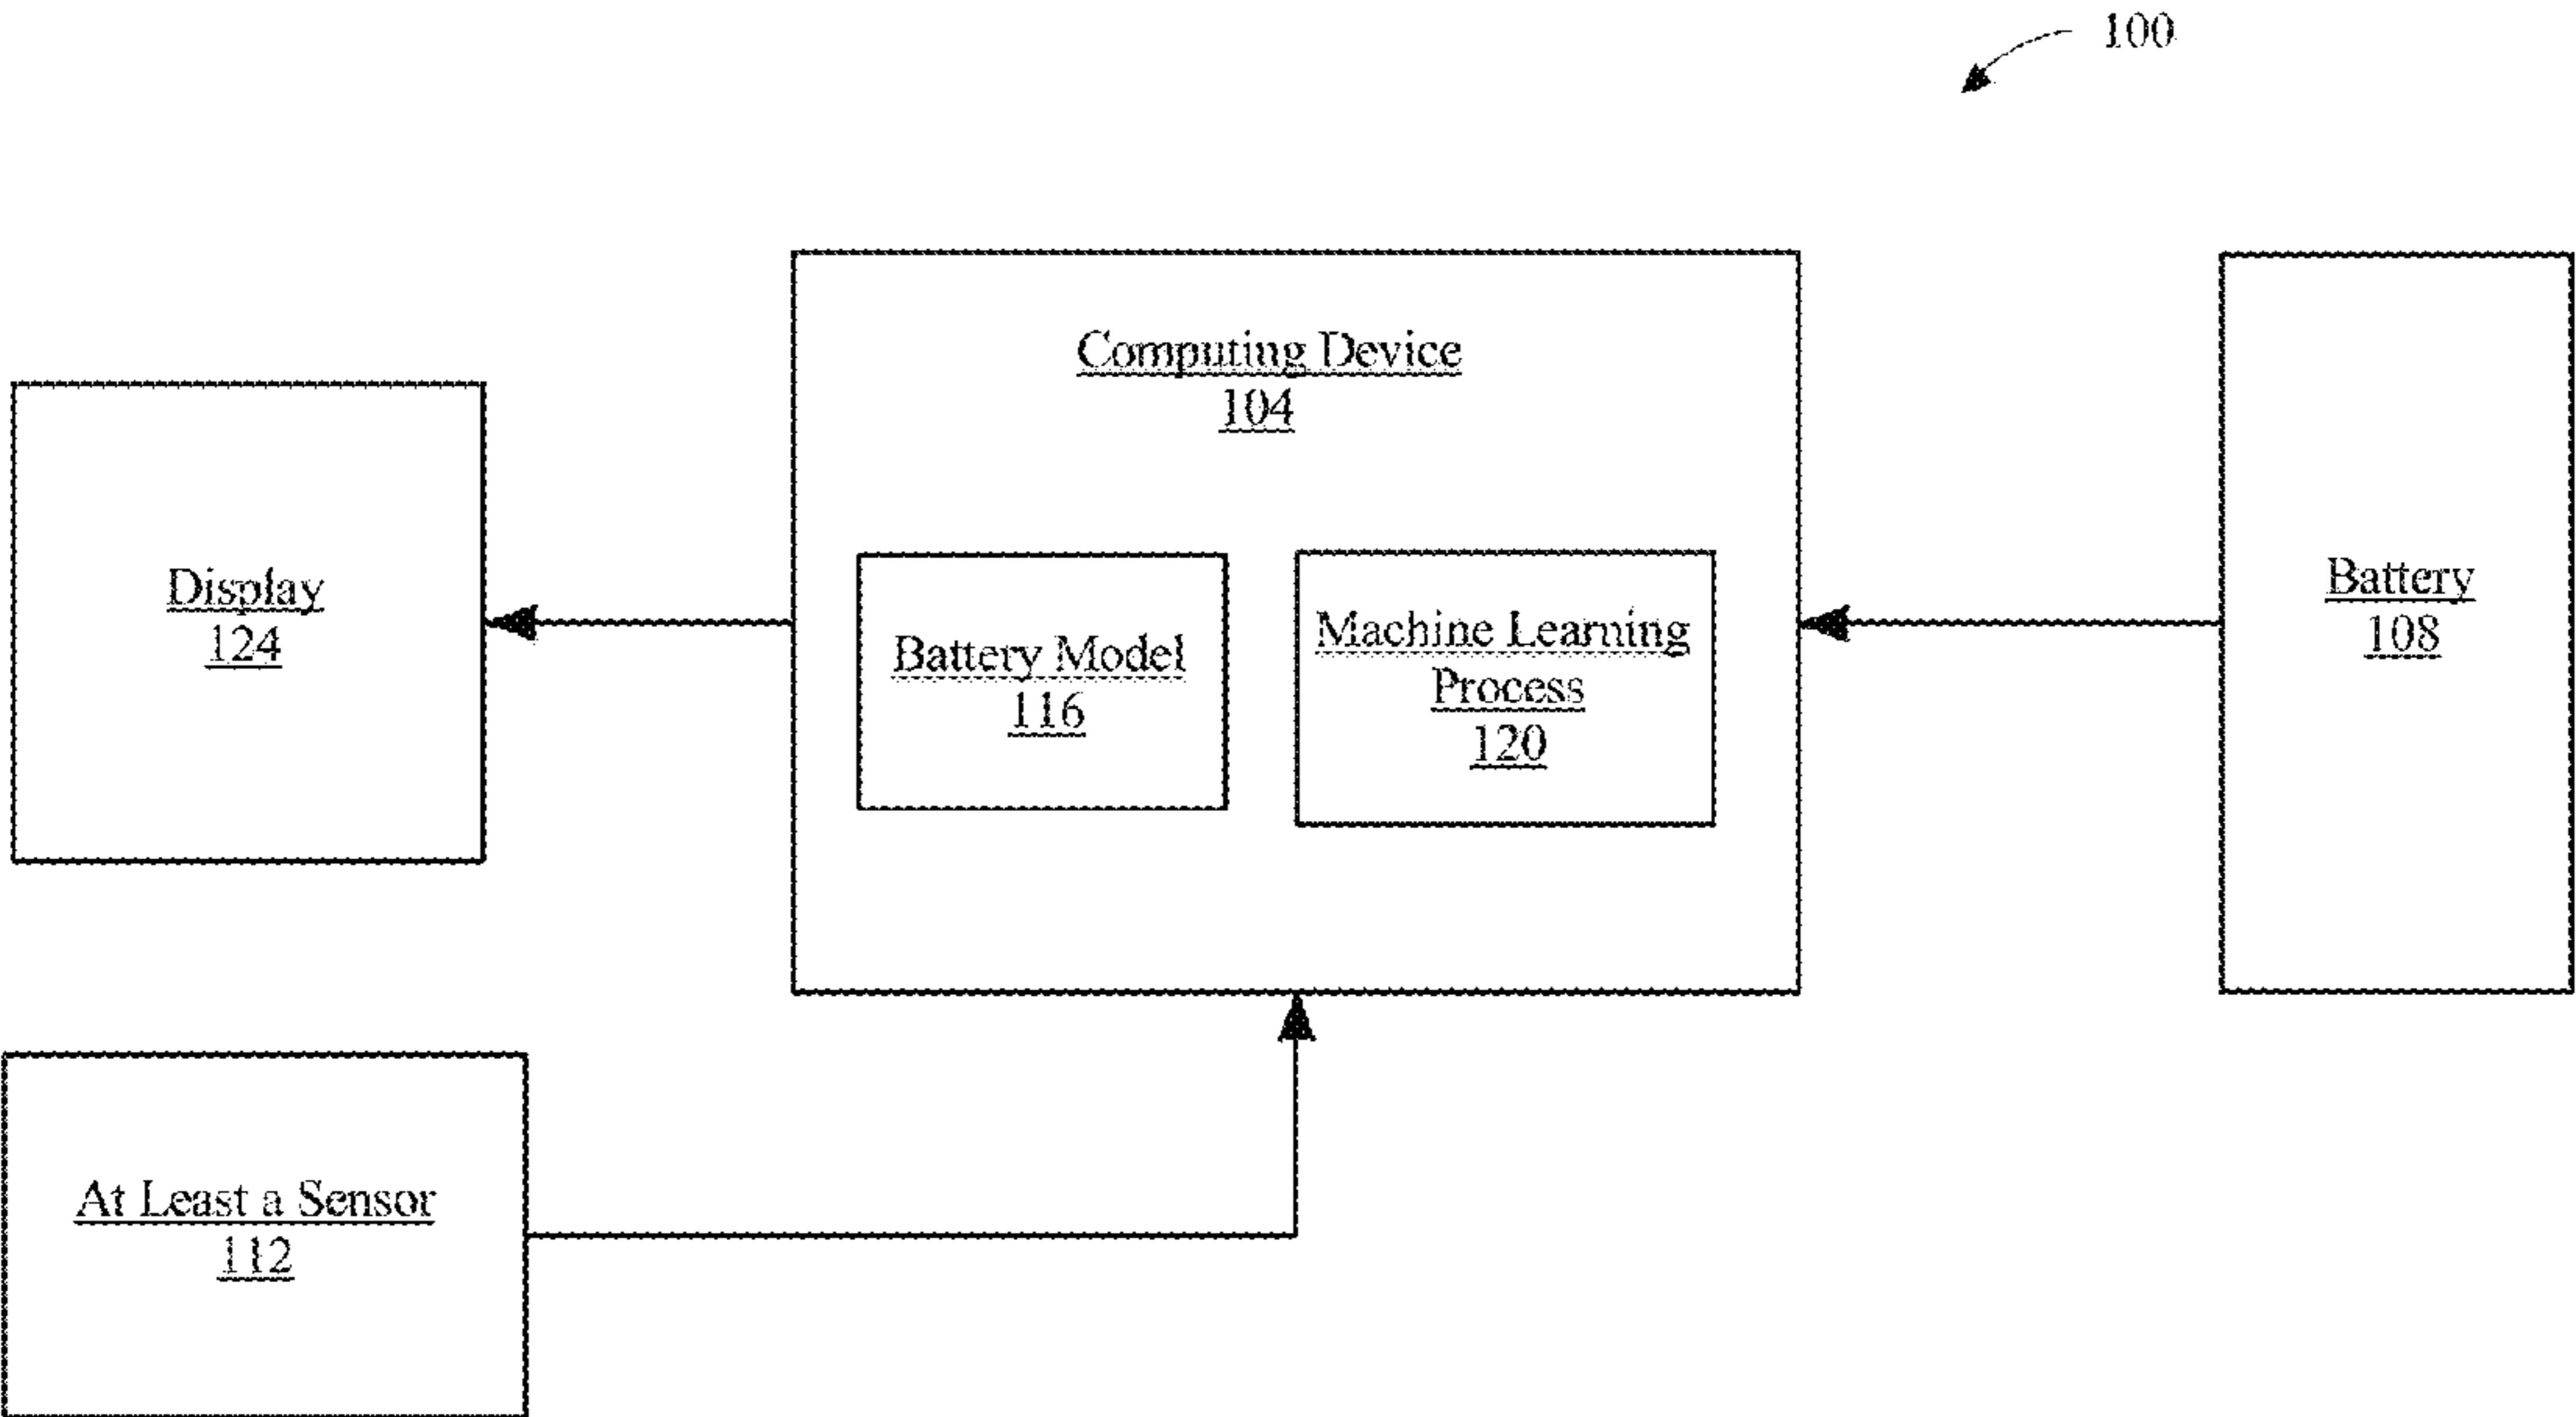 100
Computing Device
104
Display
124
Battery Model
116
Machine Learning
Process
120
Battery
108
At Least a Sensor
112